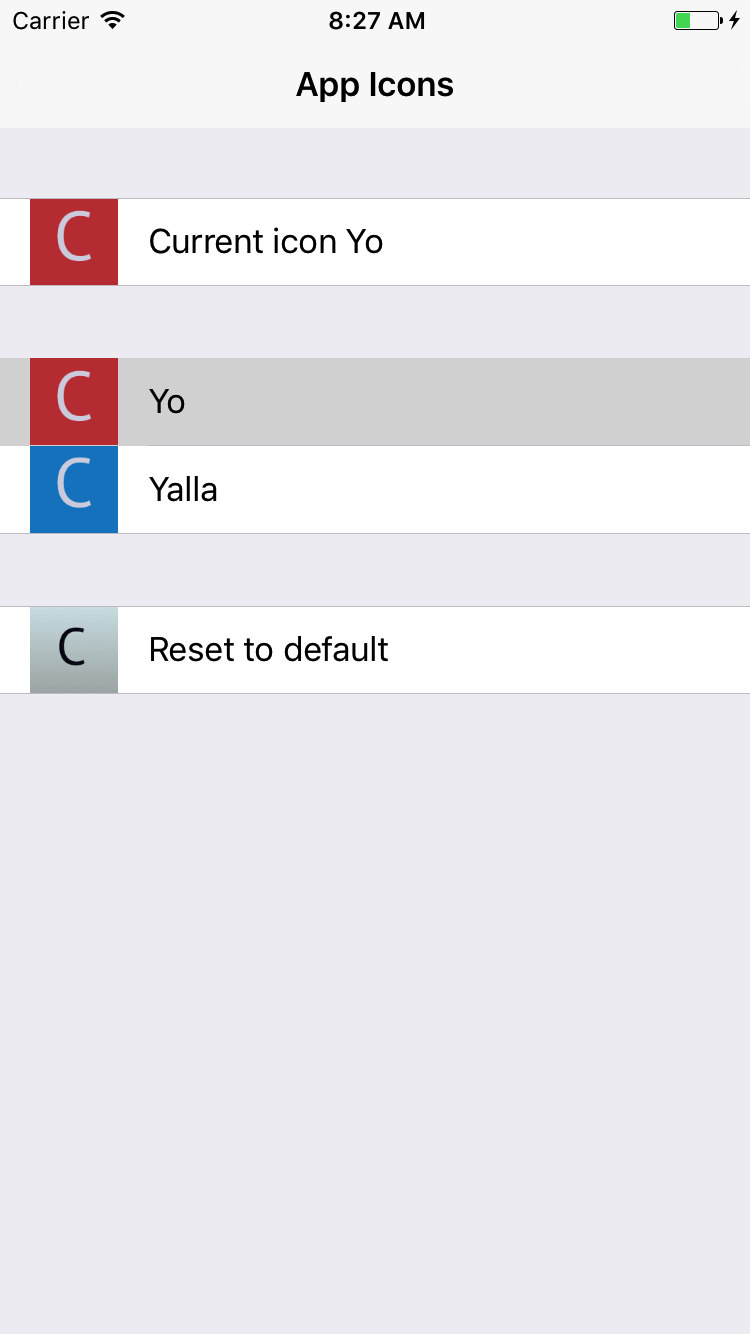 Carrier 8:27 AM
App Icons
C Current icon Yo
C Yo
C Yalla
C Reset to default